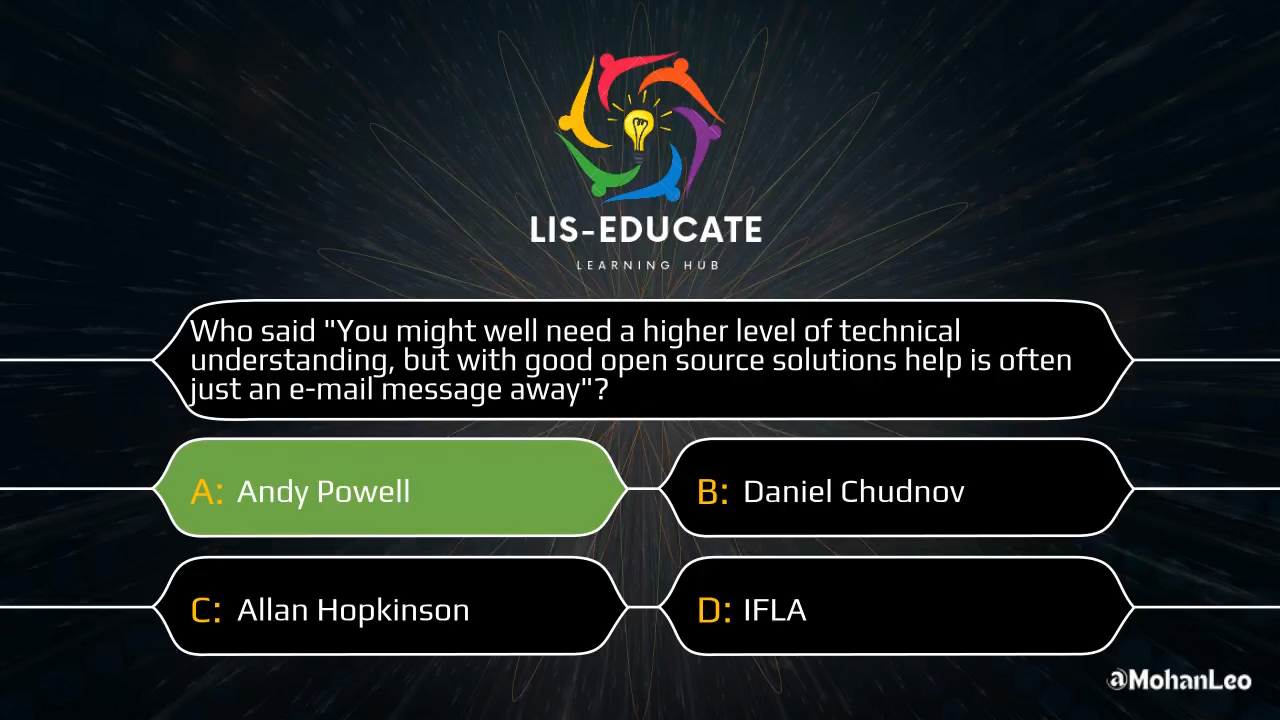 LIS-EDUCATE
LEARNING HUB
Who said "You might well need a higher level of technical
understanding, but with good open source solutions help is often
just an e-mail message away"?
A: Andy Powell
B: Daniel Chudnov
C: Allan Hopkinson
D: IFLA
@MohanLeo